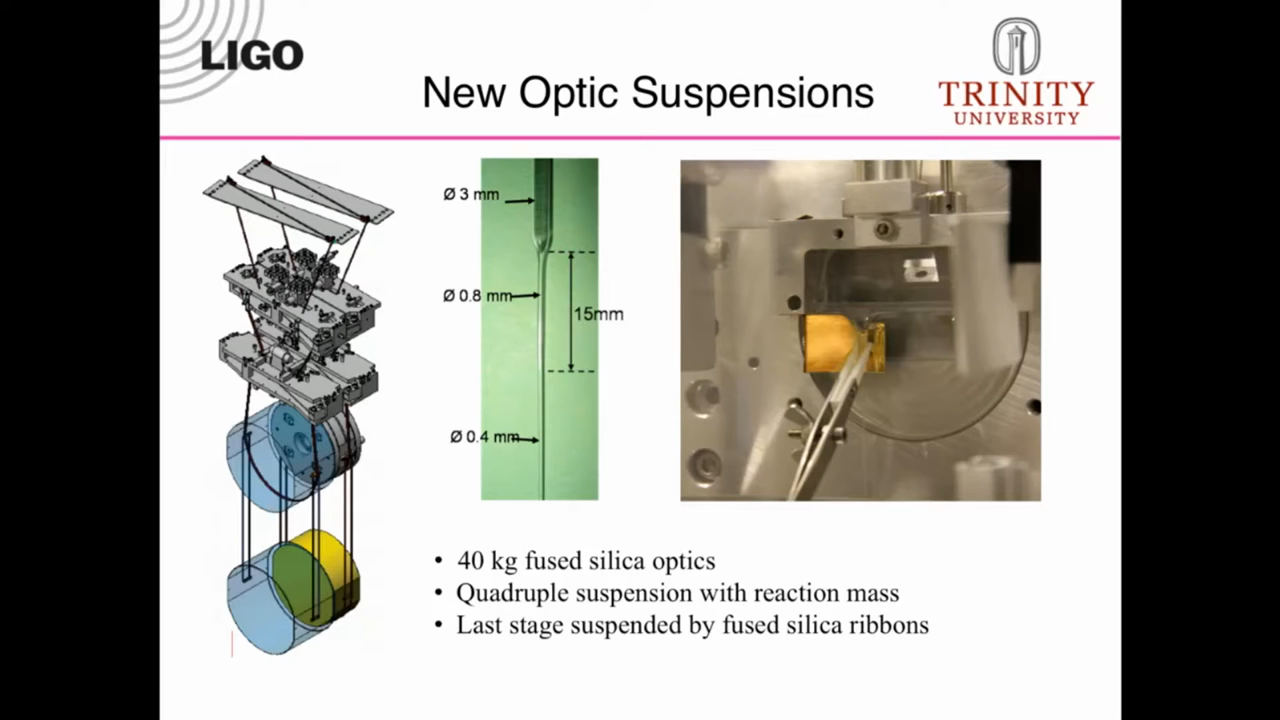 LIGO
New Optic Suspensions
TRINITY
UNIVERSITY
Ø 3 mm
Ø 0.8 mm
15mm
Ø 0.4 mm
• 40 kg fused silica optics
• Quadruple suspension with reaction mass
• Last stage suspended by fused silica ribbons